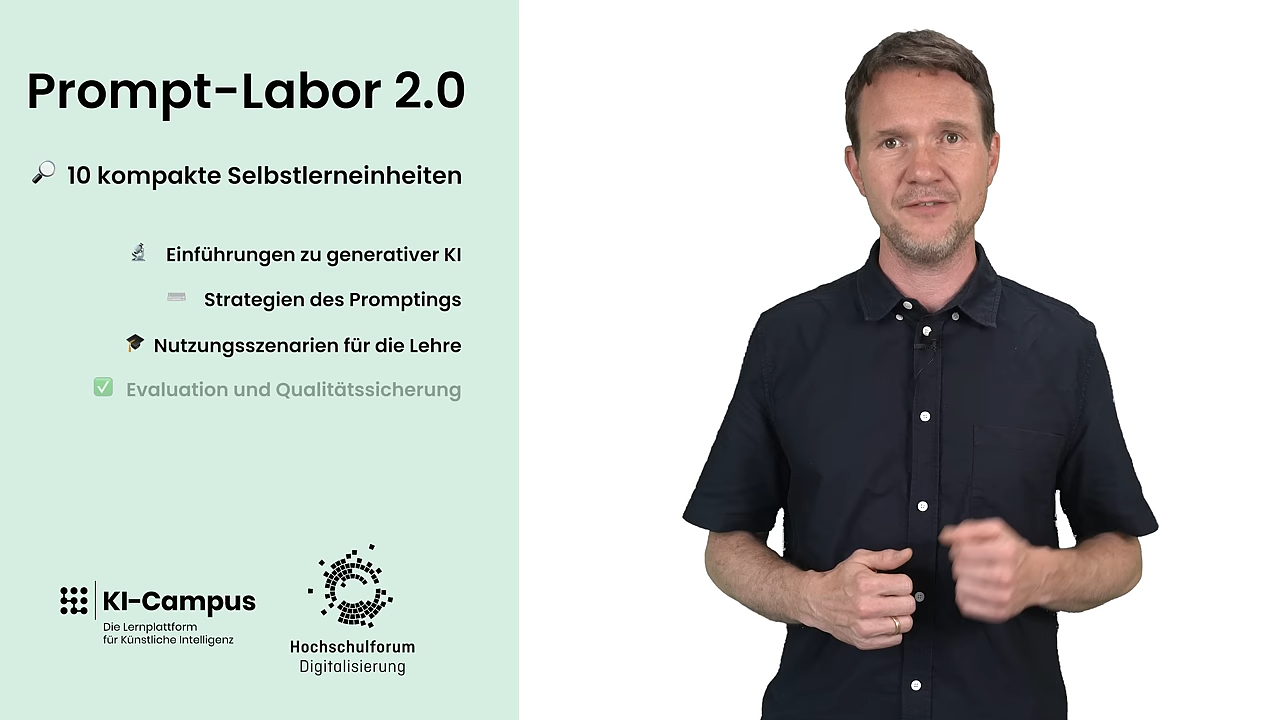 Prompt-Labor 2.0
10 kompakte Selbstlerneinheiten
Einführungen zu generativer KI
Strategien des Promptings
Nutzungsszenarien für die Lehre
Evaluation und Qualitätssicherung
KI-Campus
Die Lernplattform
für Künstliche Intelligenz
Hochschulforum
Digitalisierung